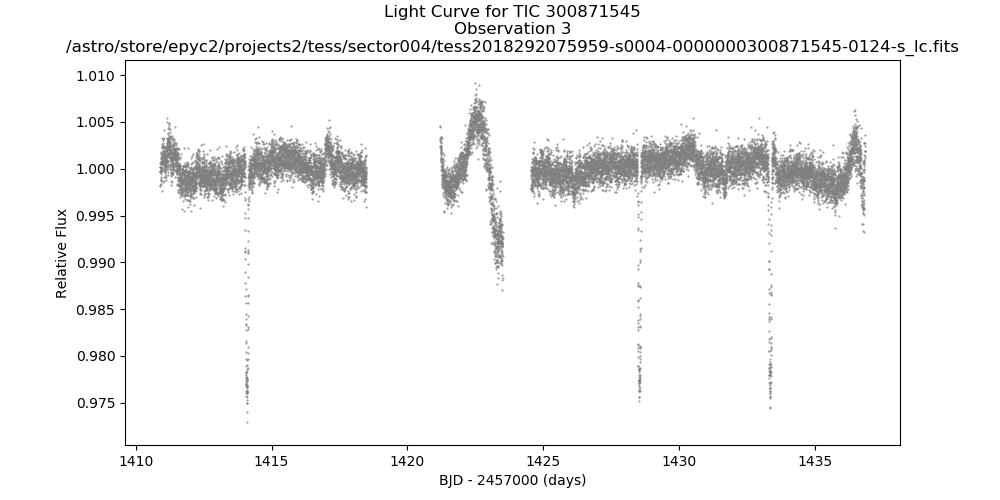 Light Curve for TIC 300871545
Observation 3
/astro/store/epyc2/projects2/tess/sector004/tess2018292075959-s0004-0000000300871545-0124-s_lc.fits
1.010
1.005
1.000
0.995
0.990
0.985
0.980
0.975
Relative Flux
1410
1415
1420
1425
1430
1435
BJD - 2457000 (days)